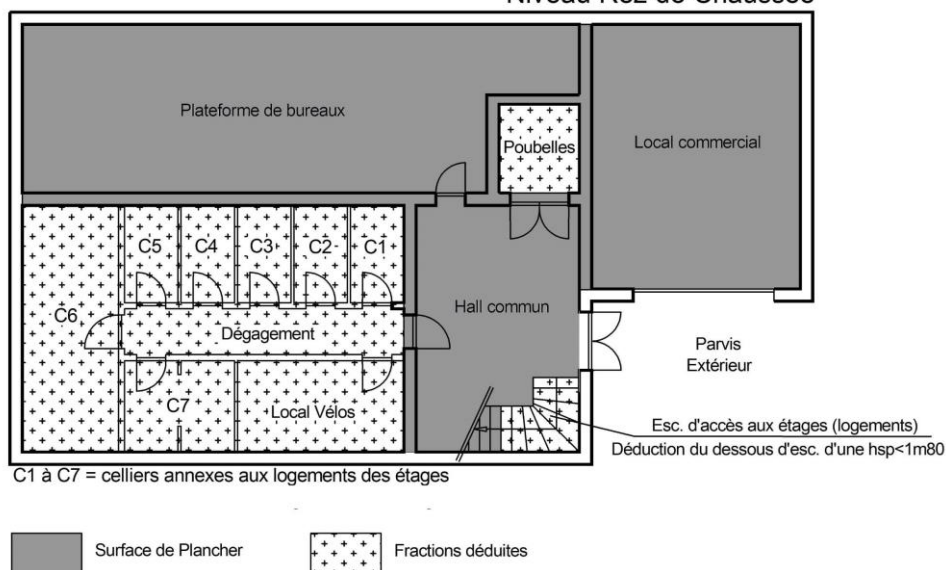 Niveau Rez de Chaussée
Plateforme de bureaux
Poubelles
Local commercial
C5
C4
C3
C2
C1
C6
Hall commun
Dégagement
Parvis
Extérieur
C7
Local Vélos
Esc. d'accès aux étages (logements)
Déduction du dessous d'esc. d'une hsp<1m80
C1 à C7 = celliers annexes aux logements des étages
Surface de Plancher
Fractions déduites